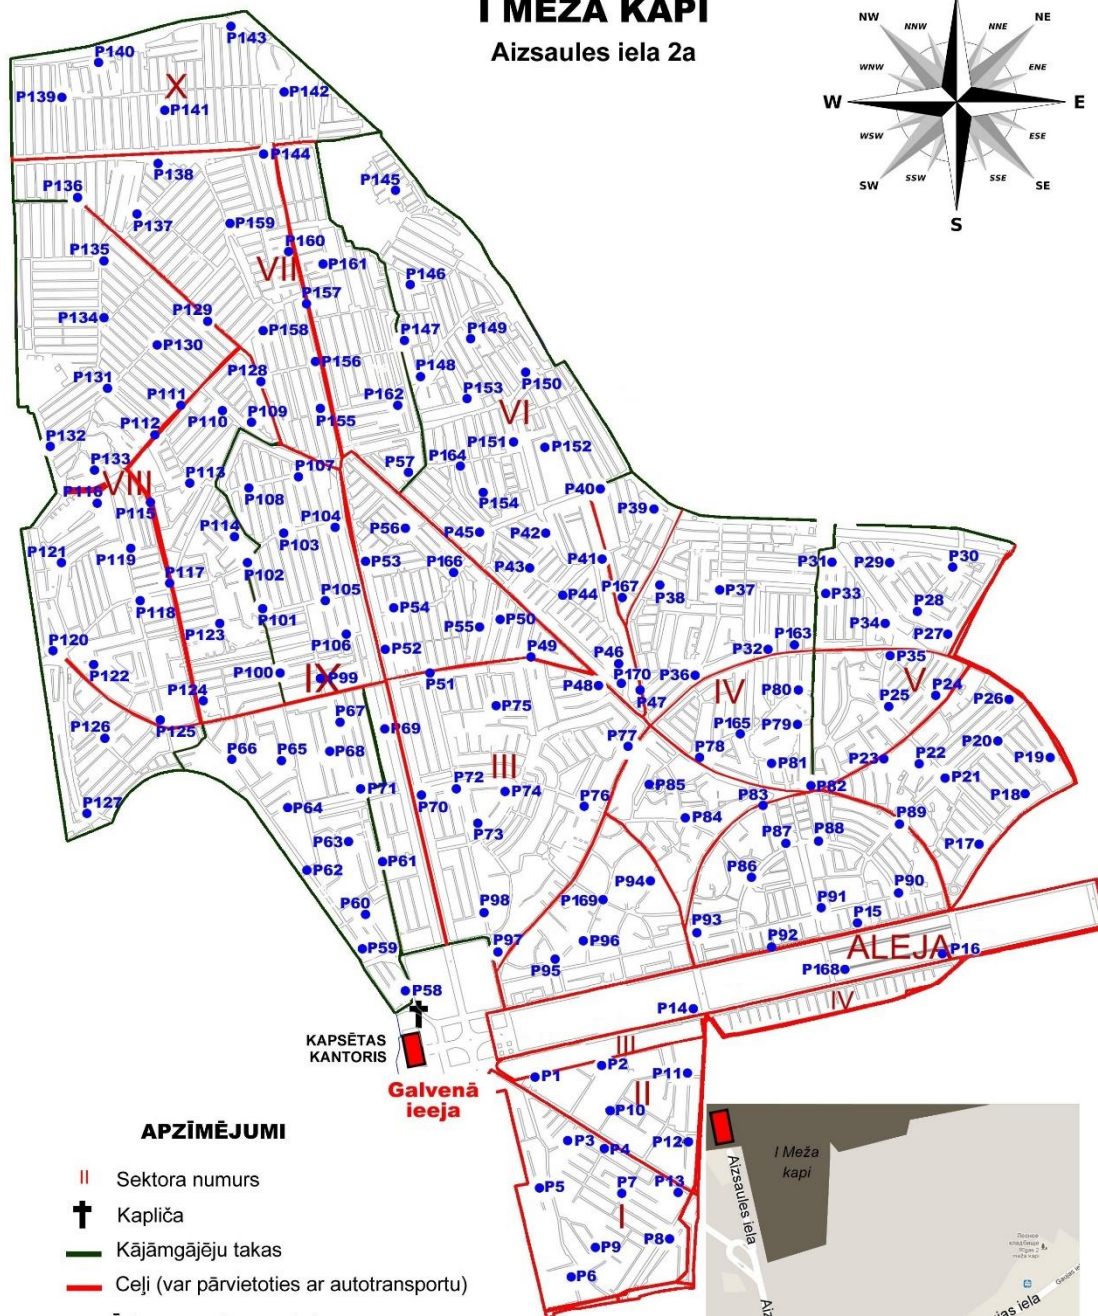 I MEŽA KAPI
Aizsaules iela 2a
N
NW NNW NNE NE
WNW ENE
W E
WSW ESE
SW SSW SSE SE
S
P143
P140
X
P142
P139
P141
P144
P138
P145
P136
P137
P159
P135
P160
VII
P161
P146
P134
P157
P129
P158
P147
P149
P130
P156
P148
P128
P150
P131
P153
P111
P162
VI
P110
P109
P155
P112
P132
P151
P152
P133
P164
P57
P113
P107
VIII
P116
P108
P154
P40
P115
P39
P114
P104
P56
P45
P42
P103
P119
P121
P53
P166
P43
P41
P31
P29
P30
P102
P117
P167
P38
P37
P33
P118
P105
P54
P44
P28
P101
P123
P55
P50
P34
P27
P106
P120
P52
P49
P46
P32
P163
P35
P122
P100
IX
P99
P51
P48
P170
P36
P47
IV
P80
V
P24
P25
P26
P124
P125
P67
P75
P126
P69
P165
P79
P77
P66
P65
P68
P78
P81
P23
P22
P20
P19
III
P72
P74
P71
P70
P85
P82
P21
P127
P64
P76
P83
P18
P73
P84
P89
P63
P87
P88
P17
P62
P61
P94
P86
P90
P60
P98
P169
P91
P15
P59
P97
P96
P93
P92
ALEJA
P16
P95
P168
P58
IV
P14
KAPSĒTAS
KANTORIS
III
P2
P1
P11
Galvenā
ieeja
II
P10
P3
P4
P12
P5
P7
P13
I
P8
P9
P6
APZĪMĒJUMI
II Sektora numurs
Kapliča
Kājāmgājēju takas
Ceļi (var pārvietoties ar autotransportu)
I Meža
kapi
Aizsaules iela
Gaujas